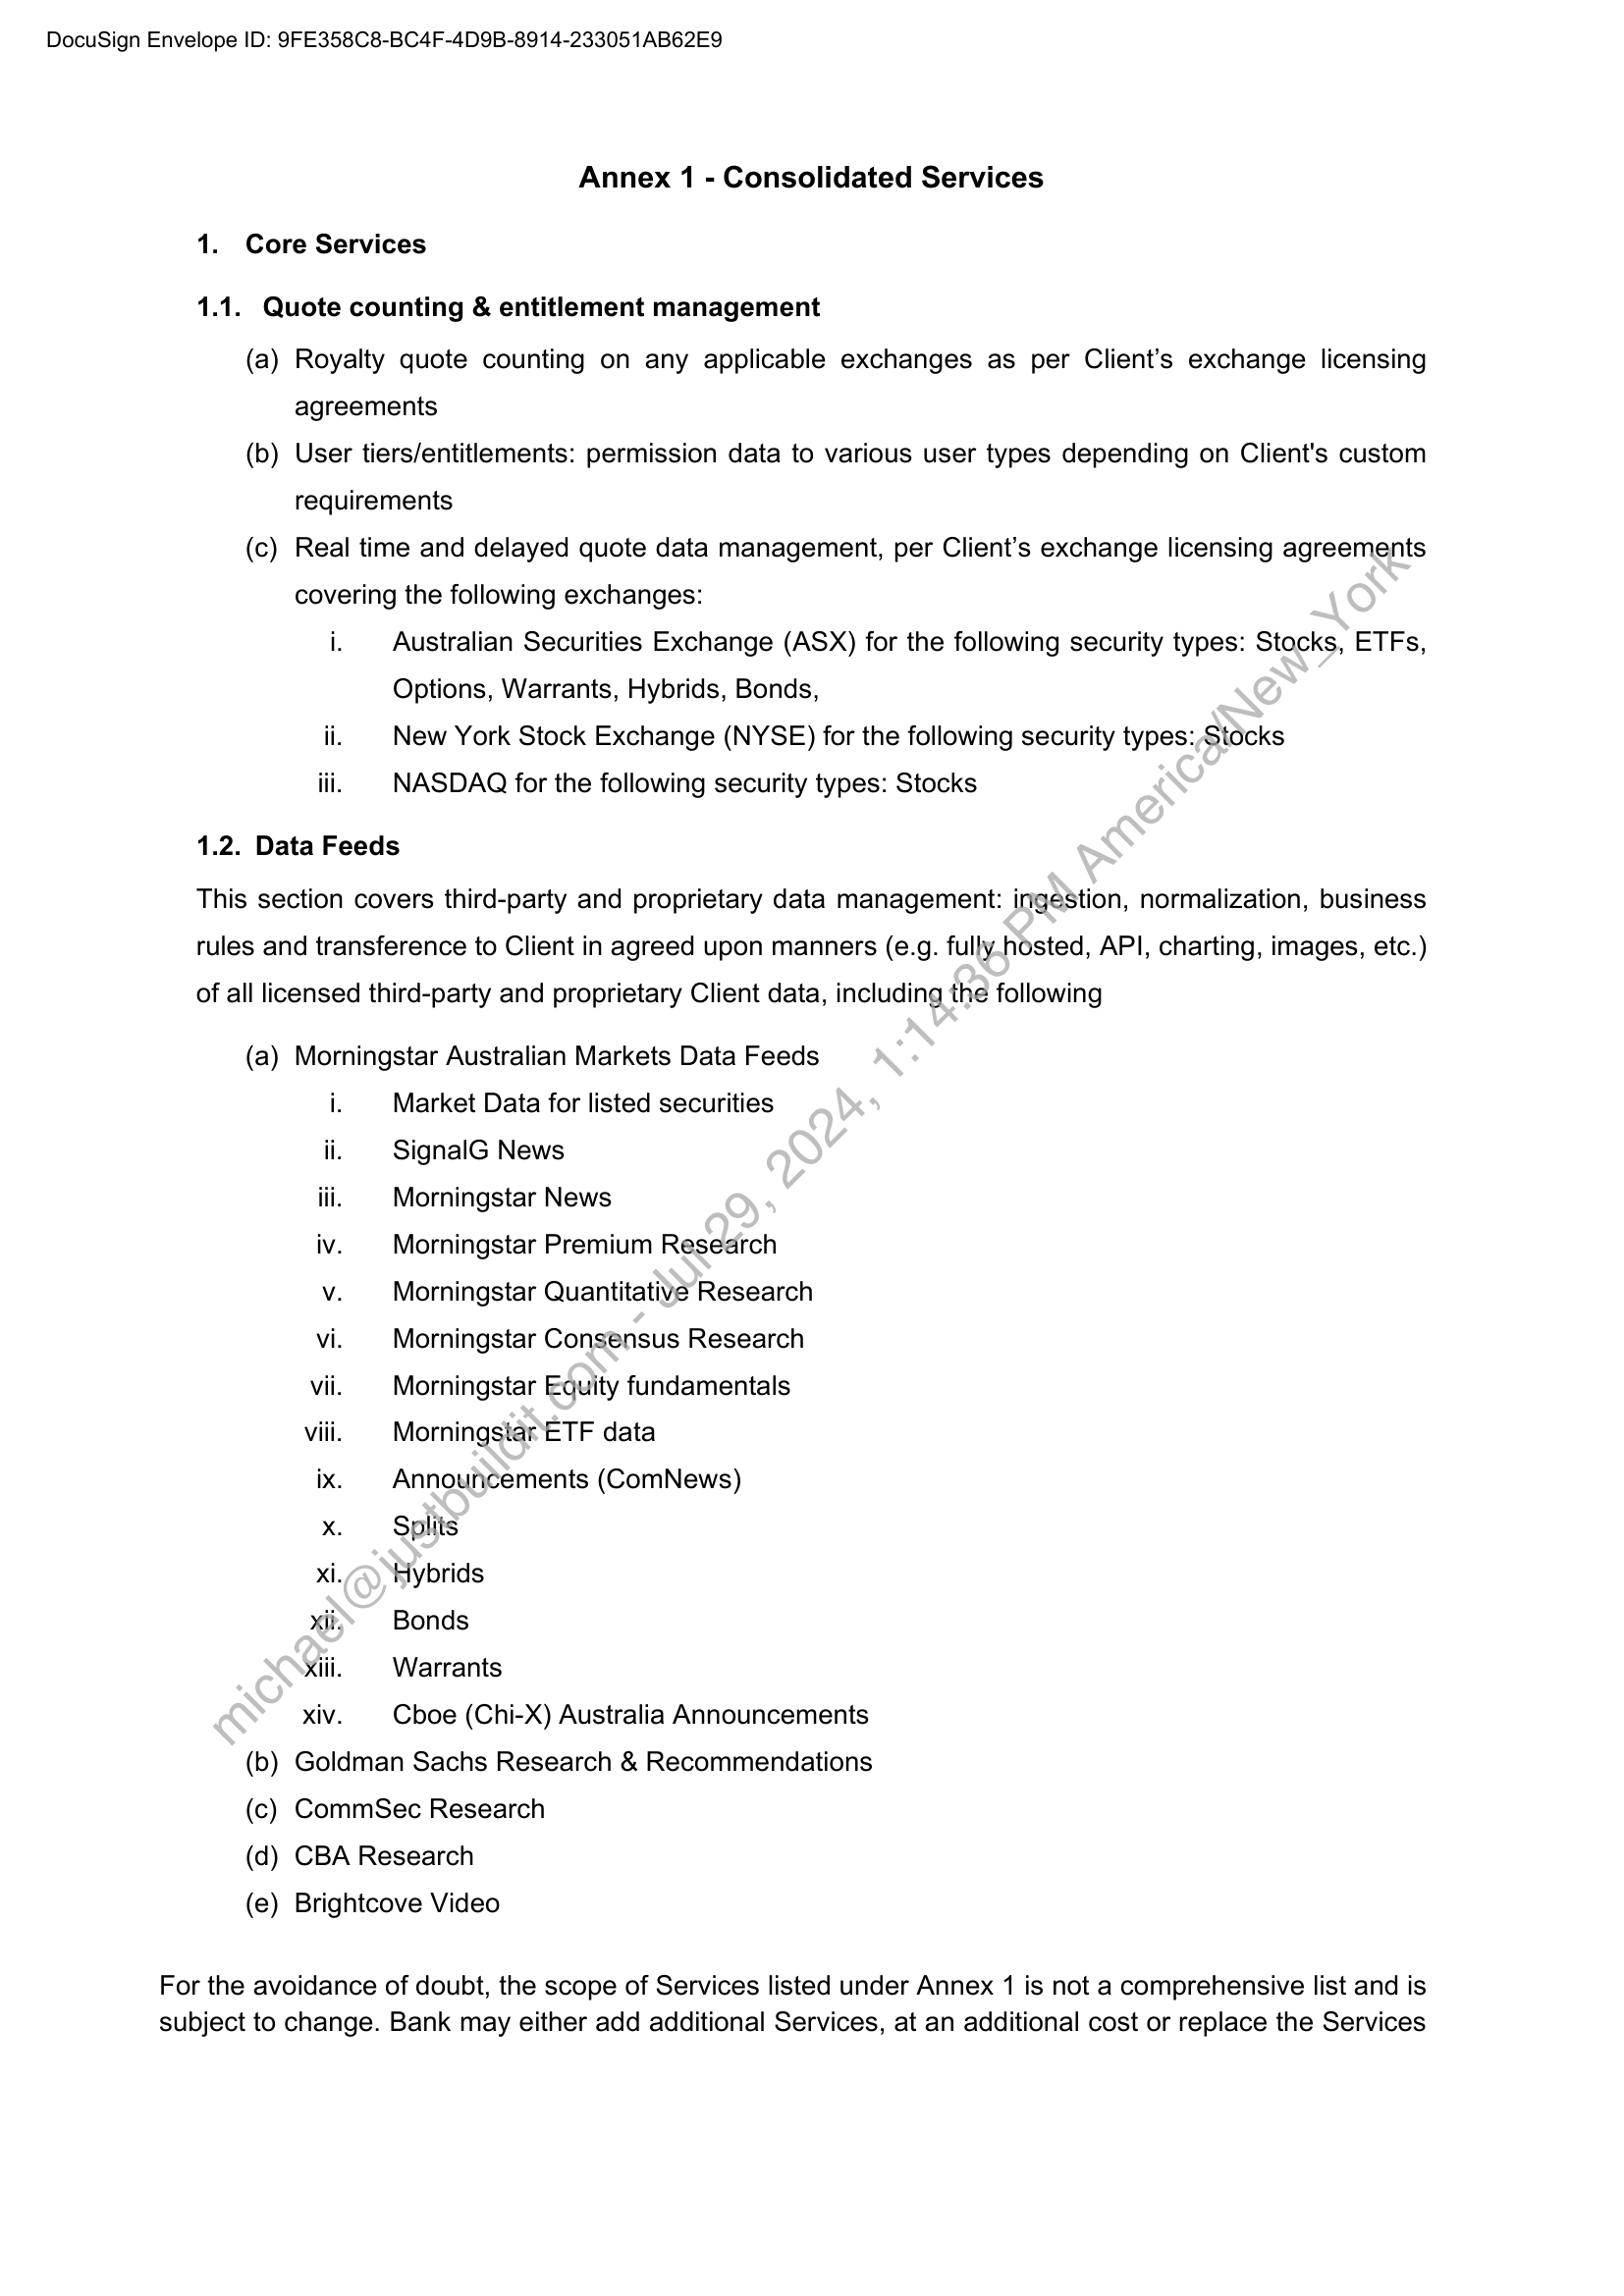 DocuSign Envelope ID: 9FE358C8-BC4F-4D9B-8914-233051AB62E9
Annex 1 - Consolidated Services
1. Core Services
1.1. Quote counting & entitlement management
(a) Royalty quote counting on any applicable exchanges as per Client’s exchange licensing
agreements
(b) User tiers/entitlements: permission data to various user types depending on Client's custom
requirements
(c) Real time and delayed quote data management, per Client’s exchange licensing agreements
covering the following exchanges:
i. Australian Securities Exchange (ASX) for the following security types: Stocks, ETFs,
Options, Warrants, Hybrids, Bonds,
ii. New York Stock Exchange (NYSE) for the following security types: Stocks
iii. NASDAQ for the following security types: Stocks
1.2. Data Feeds
This section covers third-party and proprietary data management: ingestion, normalization, business
rules and transference to Client in agreed upon manners (e.g. fully hosted, API, charting, images, etc.)
of all licensed third-party and proprietary Client data, including the following
(a) Morningstar Australian Markets Data Feeds
i. Market Data for listed securities
ii. SignalG News
iii. Morningstar News
iv. Morningstar Premium Research
v. Morningstar Quantitative Research
vi. Morningstar Consensus Research
vii. Morningstar Equity fundamentals
viii. Morningstar ETF data
ix. Announcements (ComNews)
x. Splits
xi. Hybrids
xii. Bonds
xiii. Warrants
xiv. Cboe (Chi-X) Australia Announcements
(b) Goldman Sachs Research & Recommendations
(c) CommSec Research
(d) CBA Research
(e) Brightcove Video
For the avoidance of doubt, the scope of Services listed under Annex 1 is not a comprehensive list and is
subject to change. Bank may either add additional Services, at an additional cost or replace the Services
michael@justbuildit.com - Jul 29, 2024, 1:14:36 PM America/New_York